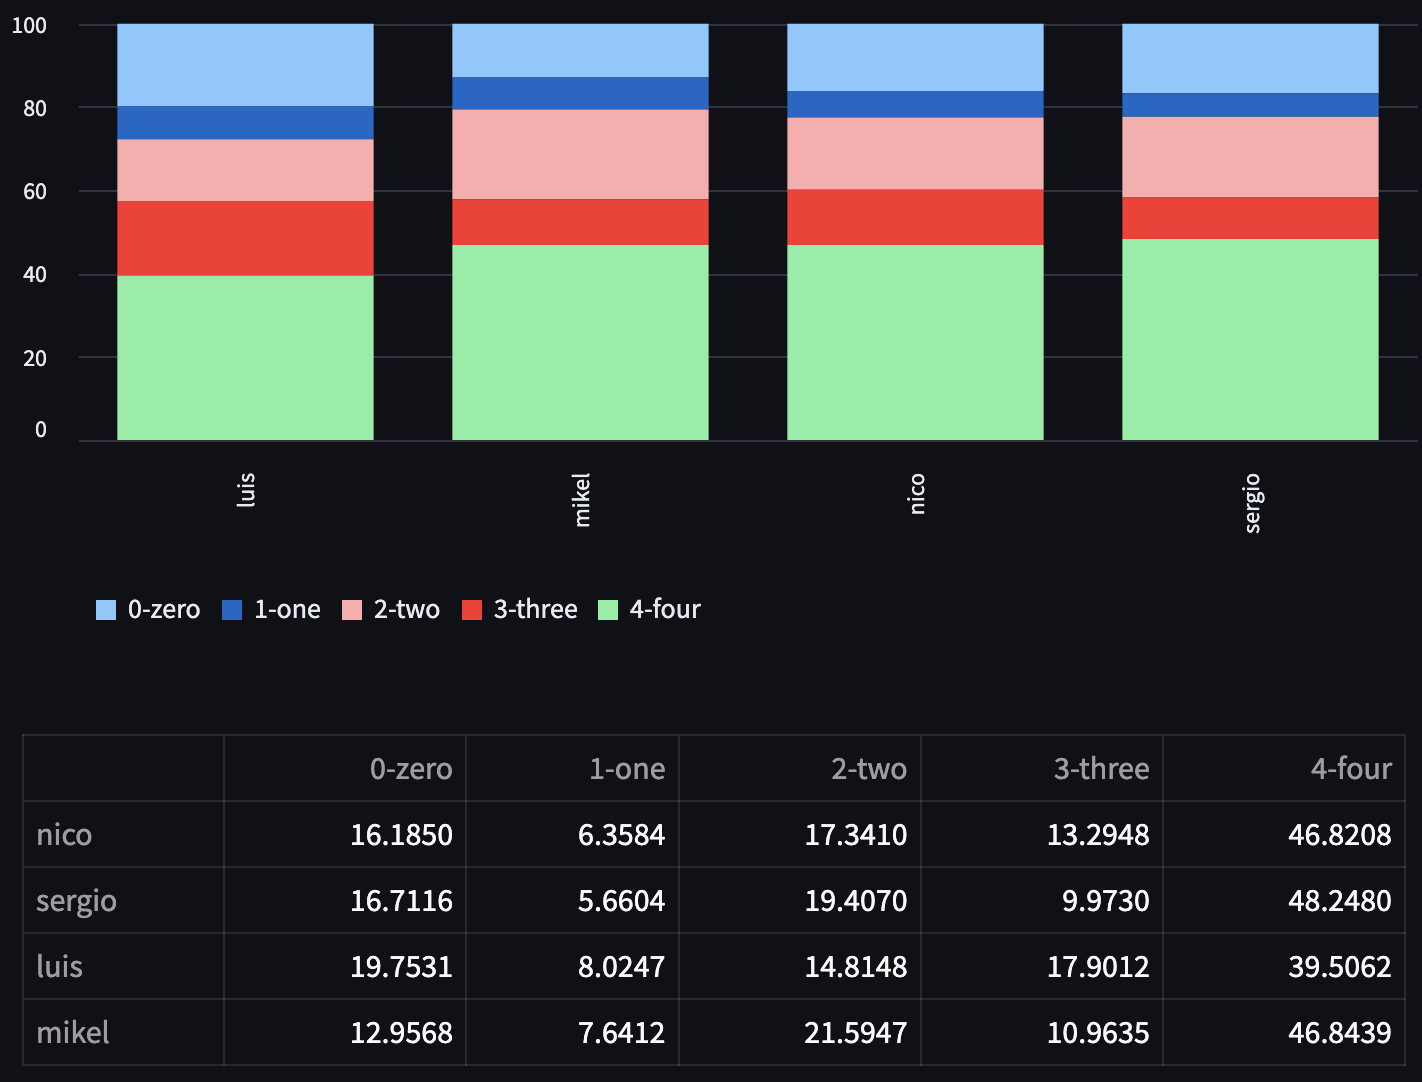 100
80
60
40
20
0
luis
mikel
nico
sergio
0-zero 1-one 2-two 3-three 4-four
0-zero 1-one 2-two 3-three 4-four
nico 16.1850 6.3584 17.3410 13.2948 46.8208
sergio 16.7116 5.6604 19.4070 9.9730 48.2480
luis 19.7531 8.0247 14.8148 17.9012 39.5062
mikel 12.9568 7.6412 21.5947 10.9635 46.8439